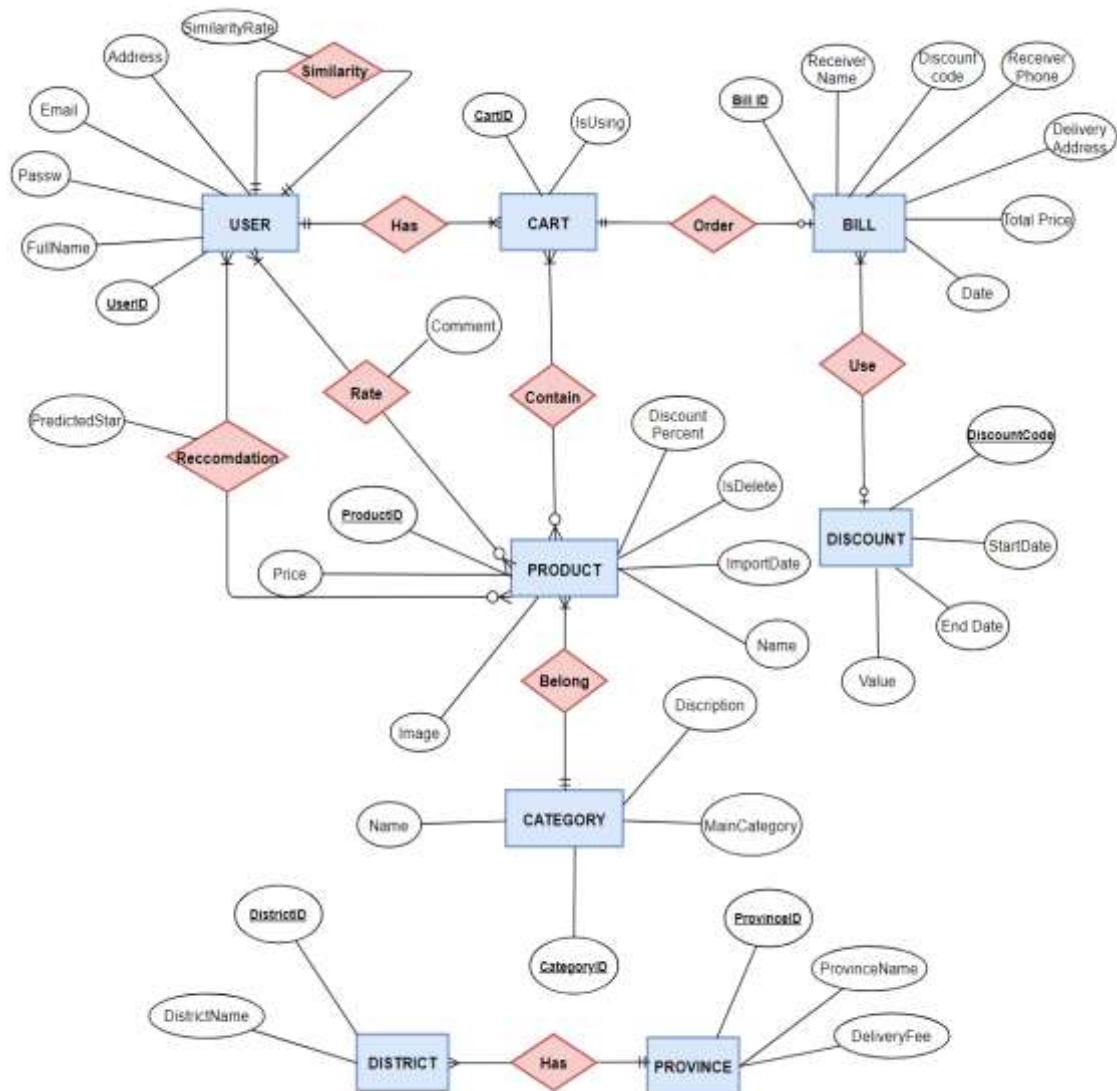 SimilarityRate
Address
Similarity
Receiver
Name
Discount
code
Receiver
Phone
Email
CartID
IsUsing
Bill ID
Delivery
Address
Passw
USER
Has
CART
Order
BILL
Total Price
FullName
UserID
Date
Comment
Rate
Contain
Use
PredictedStar
Discount
Percent
DiscountCode
Reccomdation
IsDelete
ProductID
StartDate
DISCOUNT
ImportDate
PRODUCT
Price
End Date
Name
Value
Belong
Discription
Image
CATEGORY
Name
MainCategory
DistrictID
ProvinceID
CategoryID
ProvinceName
DistrictName
DeliveryFee
DISTRICT
Has
PROVINCE